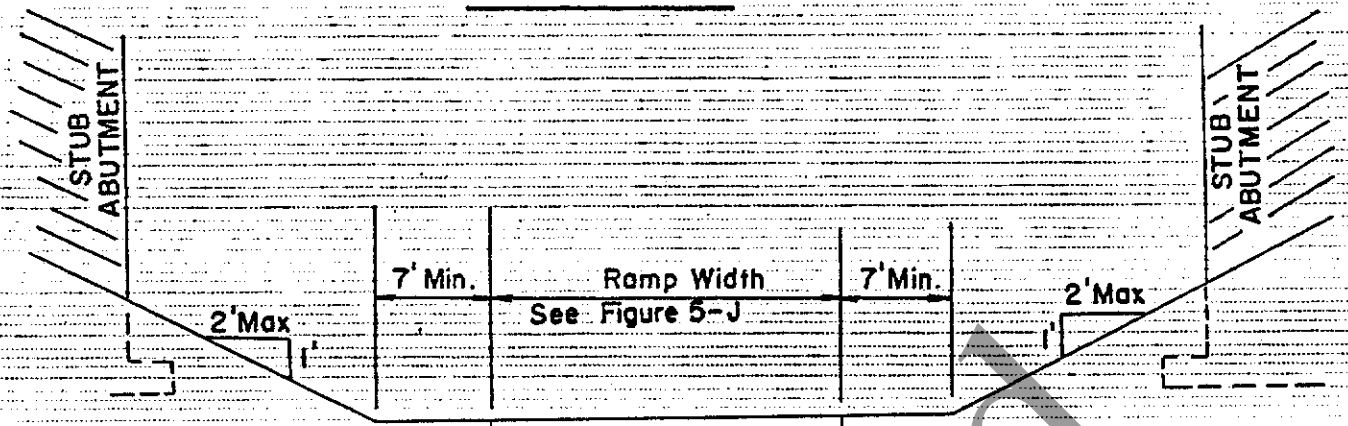 STUB
ABUTMENT
STUB
ABUTMENT
7' Min.
Ramp Width
7' Min.
See Figure 5-J
2' Max
1'
2' Max
1'